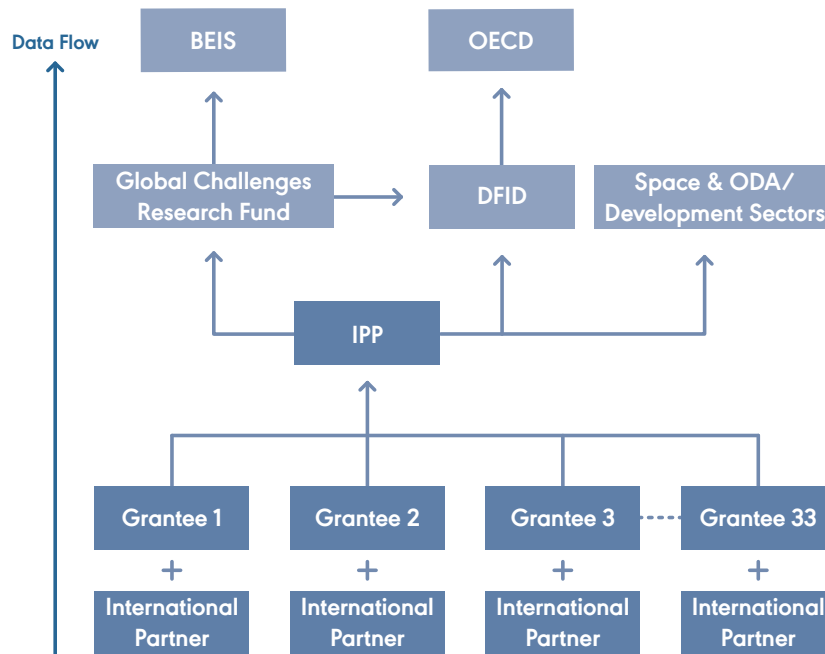 Data Flow
BEIS
OECD
Global Challenges
Research Fund
DFID
Space & ODA/
Development Sectors
IPP
Grantee 1
Grantee 2
Grantee 3
Grantee 33
+
+
+
+
International
Partner
International
Partner
International
Partner
International
Partner